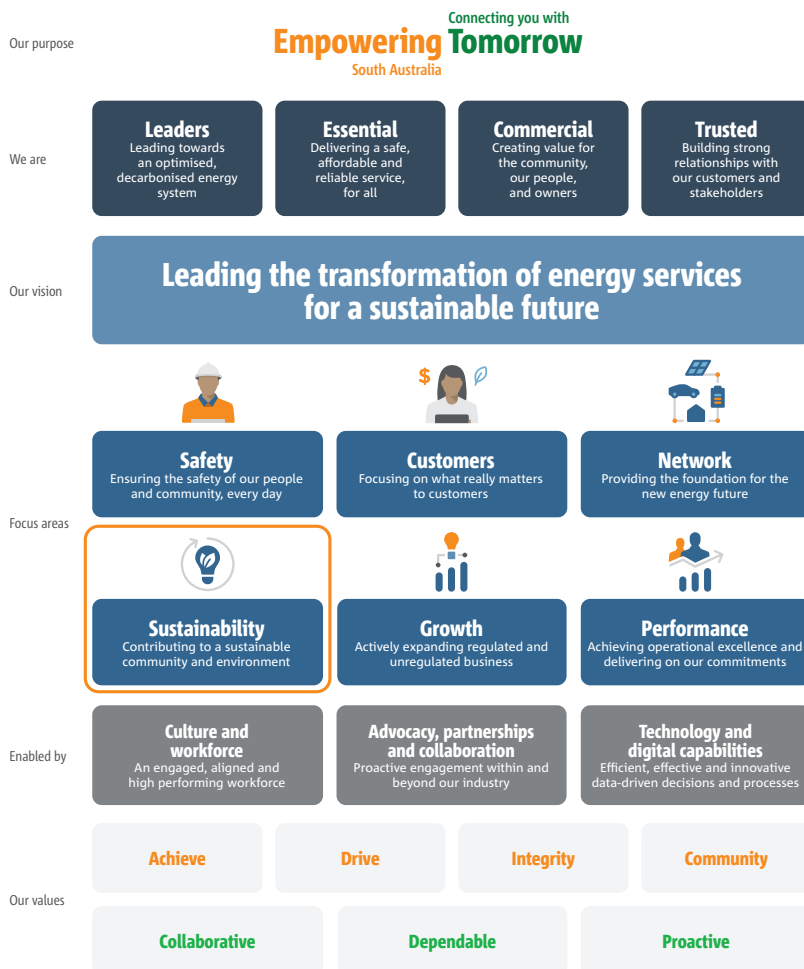 Our purpose
Connecting you with
Empowering Tomorrow
South Australia
We are
Leaders
Leading towards
an optimised,
decarbonised energy
system
Essential
Delivering a safe,
affordable and
reliable service,
for all
Commercial
Creating value for
the community,
our people,
and owners
Trusted
Building strong
relationships with
our customers and
stakeholders
Our vision
Leading the transformation of energy services
for a sustainable future
$
Focus areas
Safety
Ensuring the safety of our people
and community, every day
Customers
Focusing on what really matters
to customers
Network
Providing the foundation for the
new energy future
Sustainability
Contributing to a sustainable
community and environment
Growth
Actively expanding regulated and
unregulated business
Performance
Achieving operational excellence and
delivering on our commitments
Enabled by
Culture and
workforce
An engaged, aligned and
high performing workforce
Advocacy, partnerships
and collaboration
Proactive engagement within and
beyond our industry
Technology and
digital capabilities
Efficient, effective and innovative
data-driven decisions and processes
Our values
Achieve
Drive
Integrity
Community
Collaborative
Dependable
Proactive